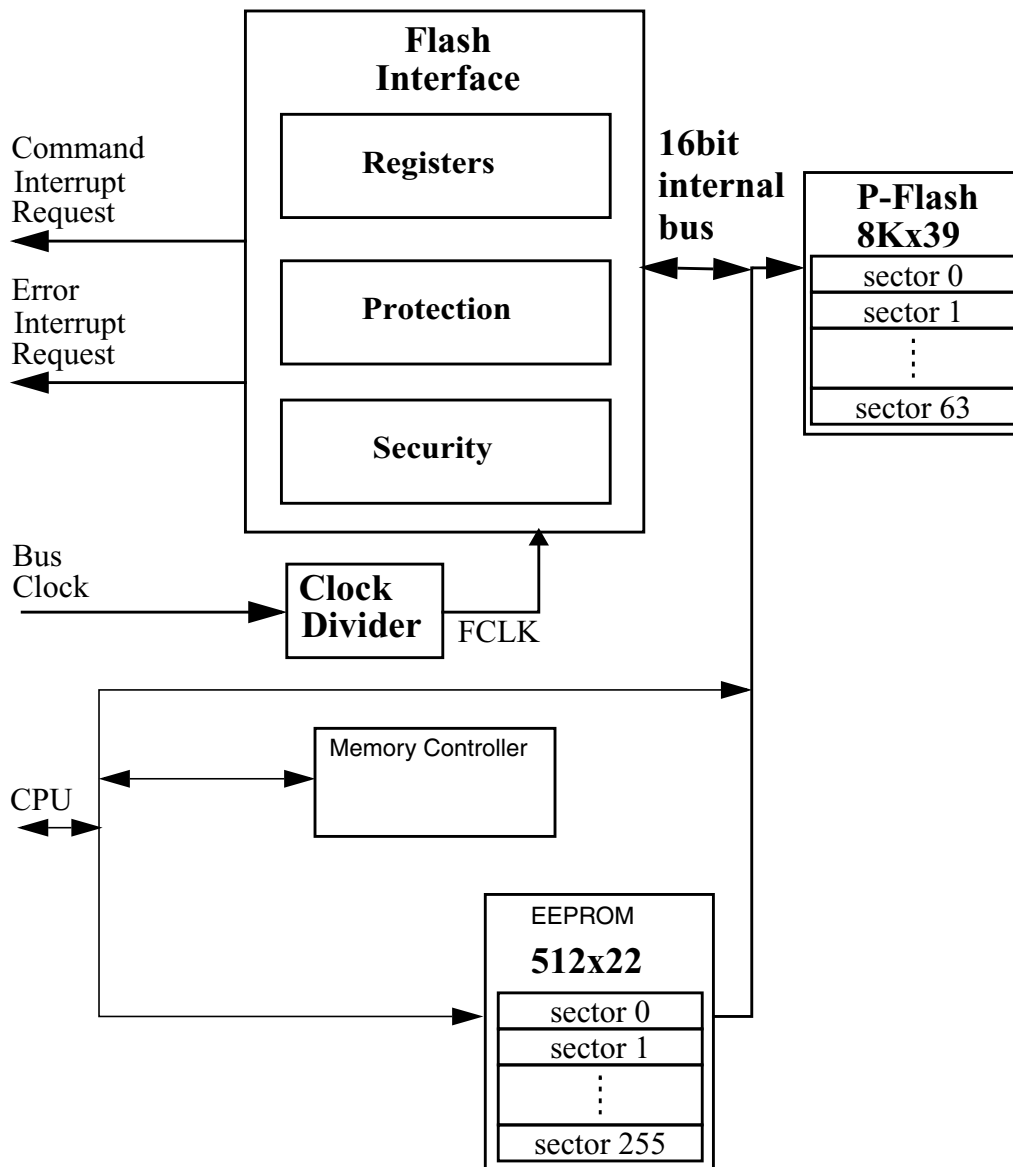 Flash
Interface
Registers
Protection
Security
Command
Interrupt
Request
Error
Interrupt
Request
16bit
internal
bus
P-Flash
8Kx39
sector 0
sector 1
sector 63
Bus
Clock
Clock
Divider
FCLK
Memory Controller
CPU
EEPROM
512x22
sector 0
sector 1
sector 255